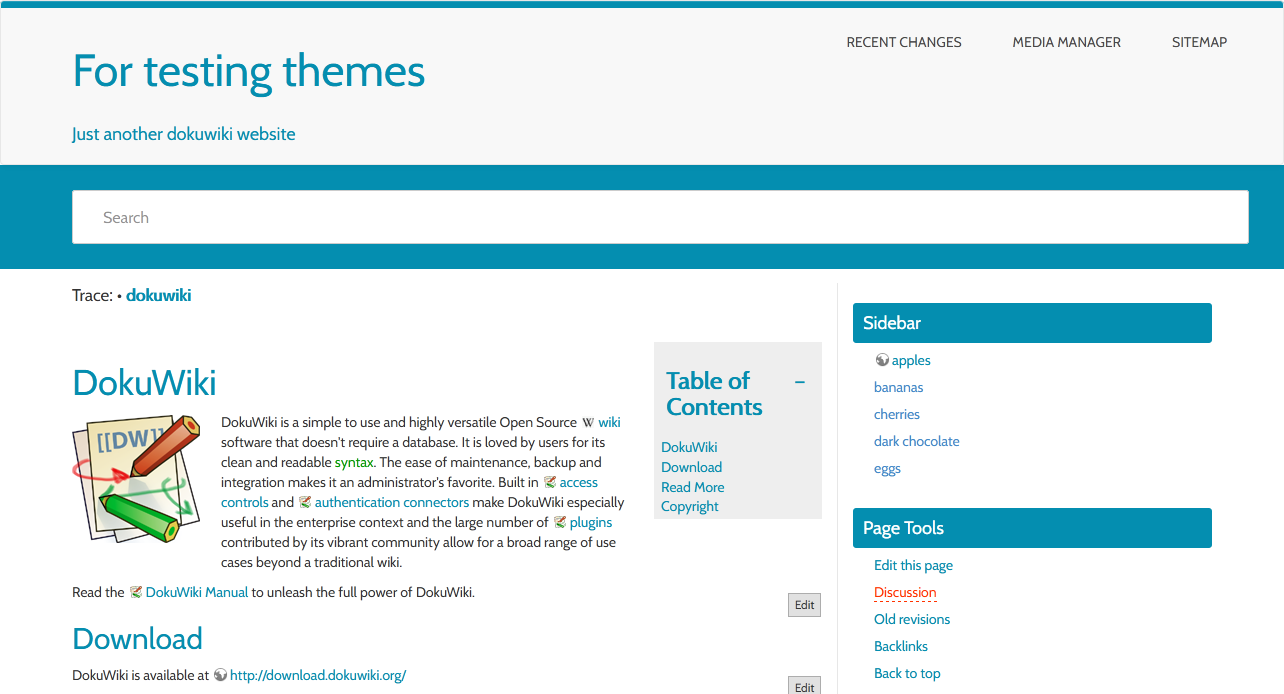 RECENT CHANGES MEDIA MANAGER SITEMAP
For testing themes
Just another dokuwiki website
Search
Trace: • dokuwiki
DokuWiki
[[DW]]
DokuWiki is a simple to use and highly versatile Open Source W wiki
software that doesn't require a database. It is loved by users for its
clean and readable syntax. The ease of maintenance, backup and
integration makes it an administrator's favorite. Built in access
controls and authentication connectors make DokuWiki especially
useful in the enterprise context and the large number of plugins
contributed by its vibrant community allow for a broad range of use
cases beyond a traditional wiki.
Read the DokuWiki Manual to unleash the full power of DokuWiki.
Edit
Download
DokuWiki is available at http://download.dokuwiki.org/
Edit
Table of
Contents
–
DokuWiki
Download
Read More
Copyright
Sidebar
apples
bananas
cherries
dark chocolate
eggs
Page Tools
Edit this page
Discussion
Old revisions
Backlinks
Back to top